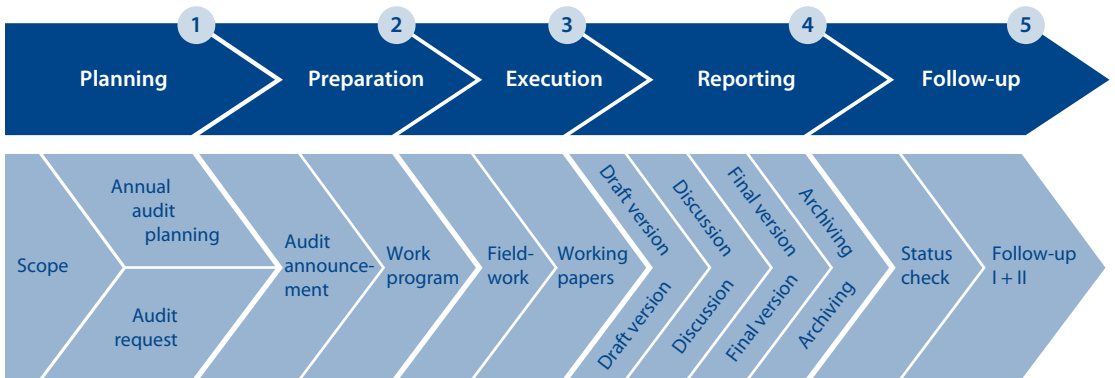 1
2
3
4
5
Planning
Preparation
Execution
Reporting
Follow-up
Scope
Annual
audit
planning
Audit
request
Audit
announce-
ment
Work
program
Field-
work
Working
papers
Draft version
Draft version
Discussion
Discussion
Final version
Final version
Archiving
Archiving
Status
check
Follow-up
I + II